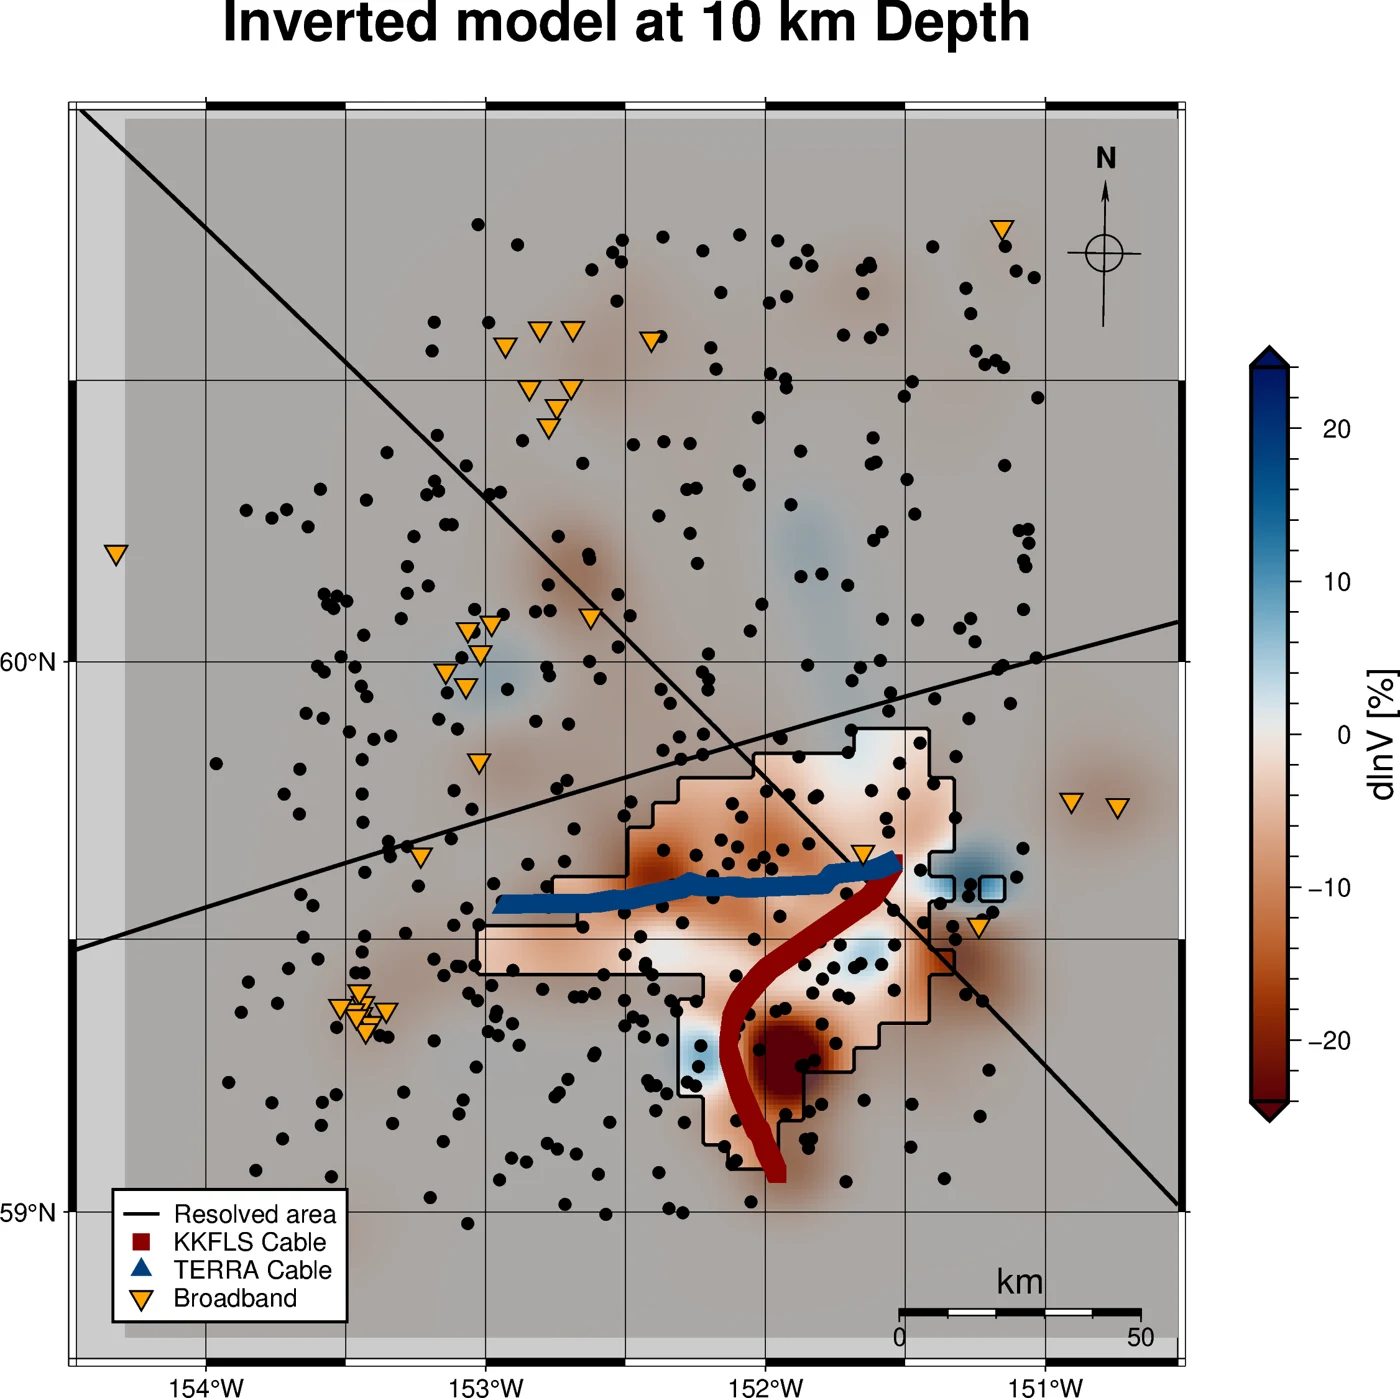 Inverted model at 10 km Depth
N
20
10
0
−10
−20
dlnV [%]
60°N
59°N
Resolved area
KKFLS Cable
TERRA Cable
Broadband
km
0 50
154°W 153°W 152°W 151°W